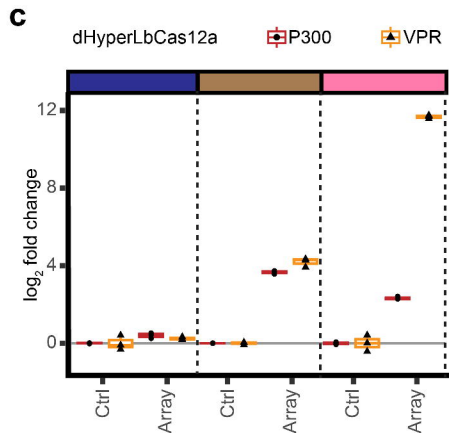 c
dHyperLbCas12a P300 VPR
12
8
4
0
log2 fold change
Ctrl Array Ctrl Array Ctrl Array